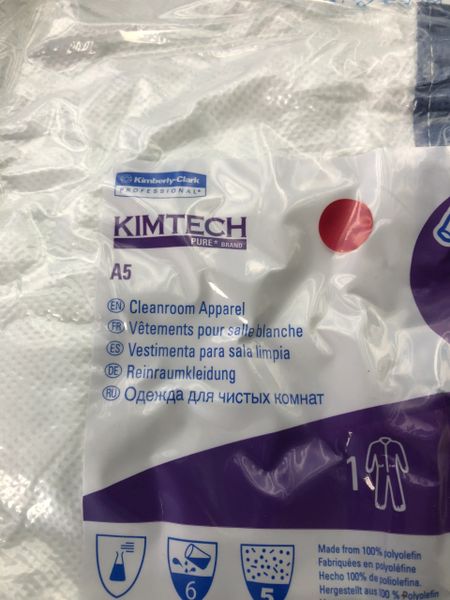 Kimberly-Clark
PROFESSIONAL*
KIMTECH
PURE* BRAND
A5
EN Cleanroom Apparel
FR Vêtements pour salle blanche
ES Vestimenta para sala limpia
DE Reinraumkleidung
RU Одежда для чистых комнат
1
6
5
Made from 100% polyolefin
Fabriquées en polyoléfine
Hecho 100% de poliolefina.
Hergestellt aus 100 % Polyolefin